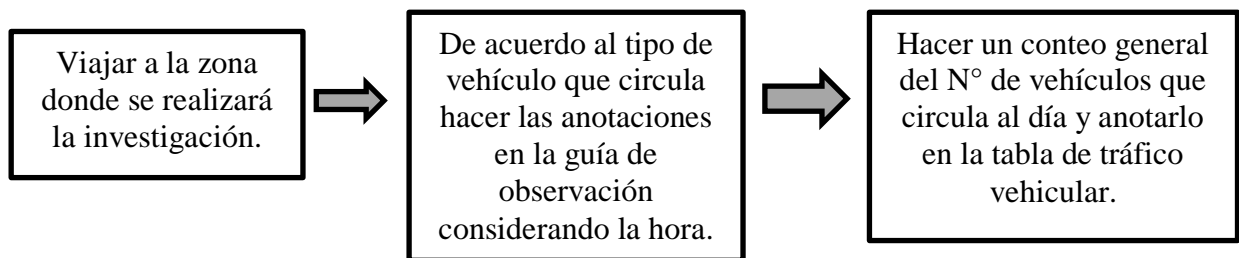 Viajar a la zona
donde se realizará
la investigación.
De acuerdo al tipo de
vehículo que circula
hacer las anotaciones
en la guía de
observación
considerando la hora.
Hacer un conteo general
del N° de vehículos que
circula al día y anotarlo
en la tabla de tráfico
vehicular.